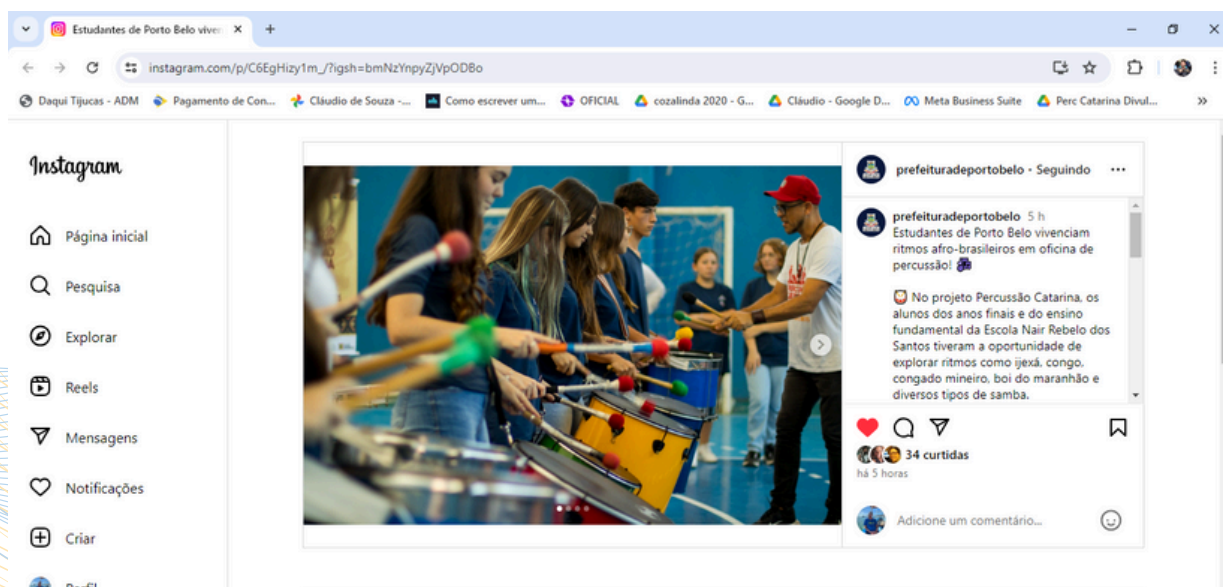 Estudantes de Porto Belo viver
instagram.com/p/C6EgHizy1m_/?igsh=bmNzYnpyZjVpODBo
Daqui Tijucas - ADM
Pagamento de Con...
Cláudio de Souza -...
Como escrever um...
OFICIAL
cozalinda 2020 - G...
Cláudio - Google D...
Meta Business Suite
Perc Catarina Divul...
Instagram
Página inicial
Pesquisa
Explorar
Reels
Mensagens
Notificações
Criar
Perfil
prefeituradeportobelo • Seguindo
prefeituradeportobelo 5 h
Estudantes de Porto Belo vivenciam
ritmos afro-brasileiros em oficina de
percussão!
No projeto Percussão Catarina, os
alunos dos anos finais e do ensino
fundamental da Escola Nair Rebelo dos
Santos tiveram a oportunidade de
explorar ritmos como ijexá, congo,
congado mineiro, boi do maranhão e
diversos tipos de samba.
34 curtidas
há 5 horas
Adicione um comentário...